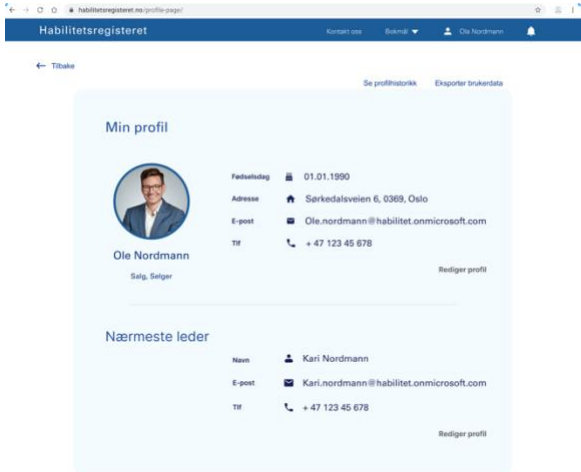 habilitetsregisteret.no/profile-page/
Habilitetsregisteret
Kontakt oss Bokmål Ola Nordmann
Tilbake
Se profilhistorikk Eksporter brukerdata
Min profil
Fødselsdag 01.01.1990
Adresse Sørkedalsveien 6, 0369, Oslo
E-post Ole.nordmann@habilitet.onmicrosoft.com
Tlf + 47 123 45 678
Ole Nordmann
Salg, Selger
Rediger profil
Nærmeste leder
Navn Kari Nordmann
E-post Kari.nordmann@habilitet.onmicrosoft.com
Tlf + 47 123 45 678
Rediger profil